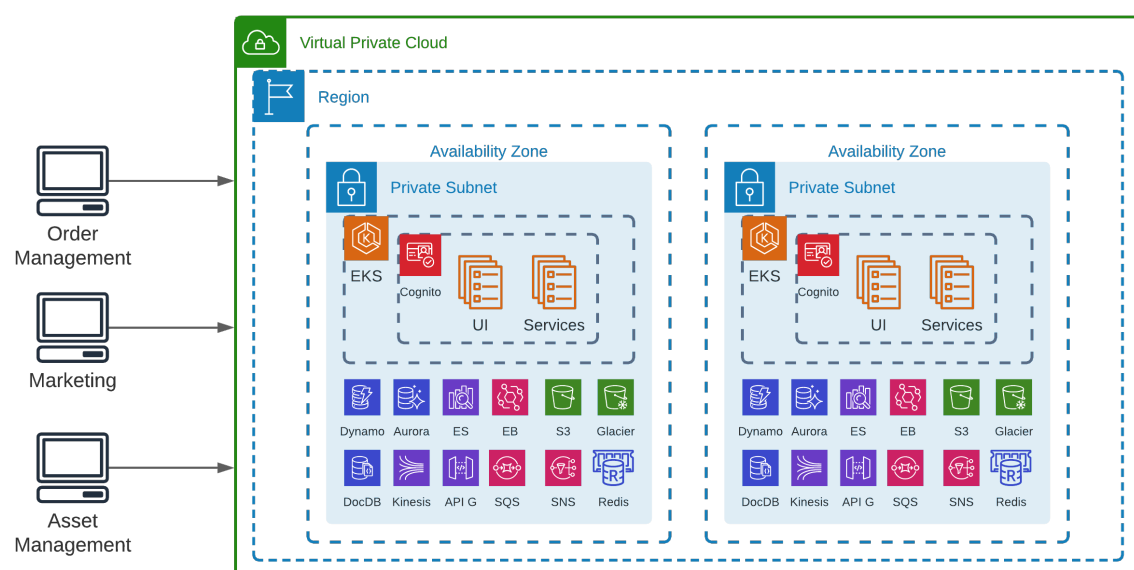 Virtual Private Cloud
Region
Order
Management
Marketing
Asset
Management
Availability Zone
Private Subnet
EKS
Cognito
UI
Services
Dynamo
Aurora
ES
EB
S3
Glacier
DocDB
Kinesis
API G
SQS
SNS
Redis
R
Availability Zone
Private Subnet
EKS
Cognito
UI
Services
Dynamo
Aurora
ES
EB
S3
Glacier
DocDB
Kinesis
API G
SQS
SNS
Redis
R